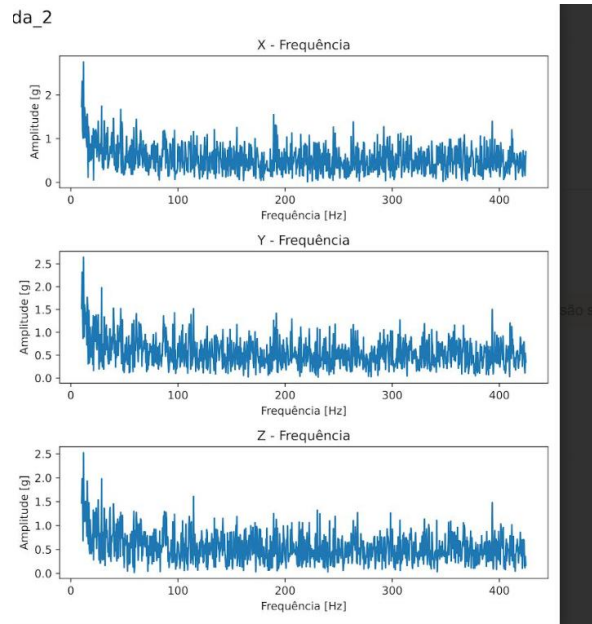 da_2
X - Frequência
2
1
0
Amplitude [g]
0 100 200 300 400
Frequência [Hz]
Y - Frequência
2.5
2.0
1.5
1.0
0.5
0.0
Amplitude [g]
0 100 200 300 400
Frequência [Hz]
são s
Z - Frequência
2.5
2.0
1.5
1.0
0.5
0.0
Amplitude [g]
0 100 200 300 400
Frequência [Hz]